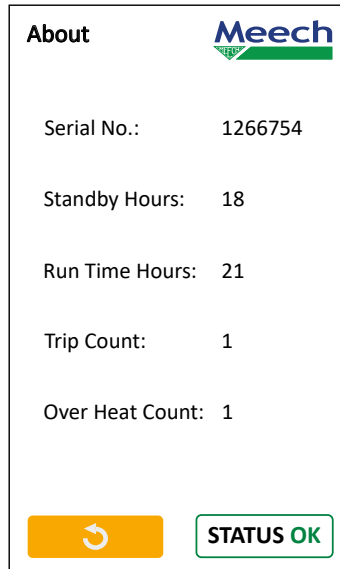 About Meech
MEECH
Serial No.: 1266754
Standby Hours: 18
Run Time Hours: 21
Trip Count: 1
Over Heat Count: 1
STATUS OK